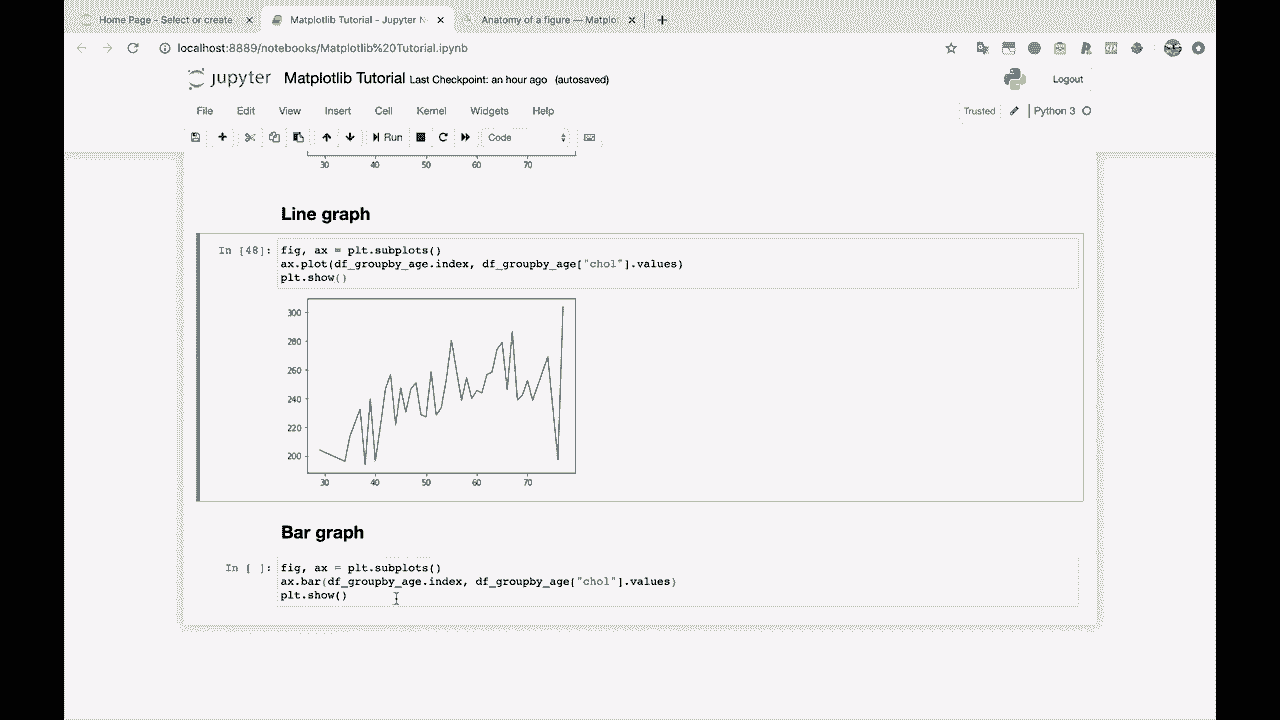 Home Page - Select or create
Matplotlib Tutorial - Jupyter N
Anatomy of a figure — Matplot
localhost:8889/notebooks/Matplotlib%20Tutorial.ipynb
jupyter Matplotlib Tutorial Last Checkpoint: an hour ago (autosaved)
Logout
File Edit View Insert Cell Kernel Widgets Help
Trusted
Python 3
Run
Code
30 40 50 60 70
Line graph
In [48]: fig, ax = plt.subplots()
ax.plot(df_groupby_age.index, df_groupby_age["chol"].values)
plt.show()
300
280
260
240
220
200
30 40 50 60 70
Bar graph
In [ ]: fig, ax = plt.subplots()
ax.bar(df_groupby_age.index, df_groupby_age["chol"].values)
plt.show()